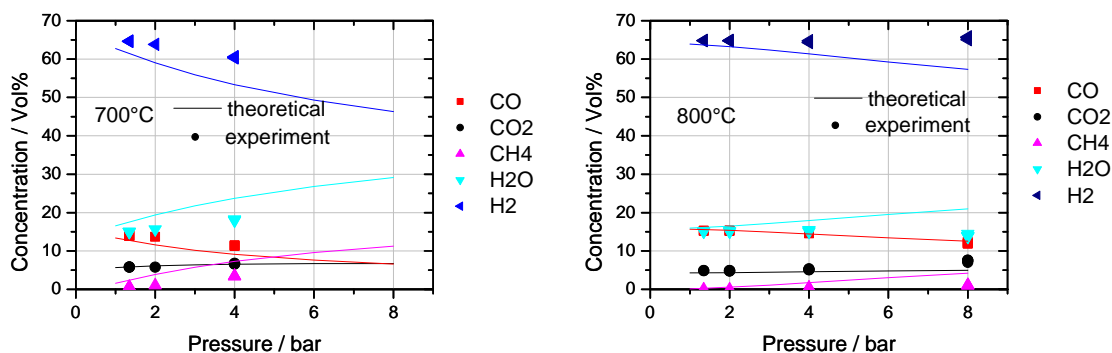 Concentration / Vol%
70
60
50
40
30
20
10
0
700°C
theoretical
experiment
0 2 4 6 8
Pressure / bar
CO
CO2
CH4
H2O
H2
Concentration / Vol%
70
60
50
40
30
20
10
0
800°C
theoretical
experiment
0 2 4 6 8
Pressure / bar
CO
CO2
CH4
H2O
H2